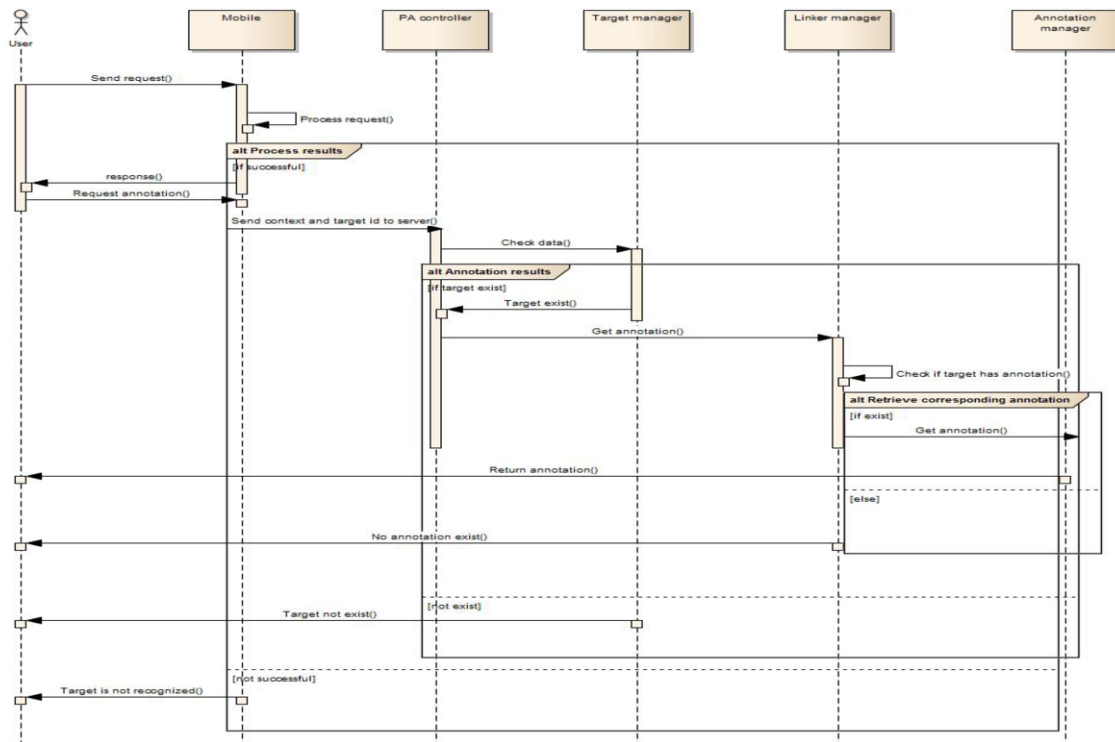 User
Mobile
PA controller
Target manager
Linker manager
Annotation
manager
Send request()
Process request()
alt Process results
[if successful]
response()
Request annotation()
Send context and target id to server()
Check data()
alt Annotation results
[if target exist]
Target exist()
Get annotation()
Check if target has annotation()
alt Retrieve corresponding annotation
[if exist]
Get annotation()
Return annotation()
[else]
No annotation exist()
[not exist]
Target not exist()
[not successful]
Target is not recognized()